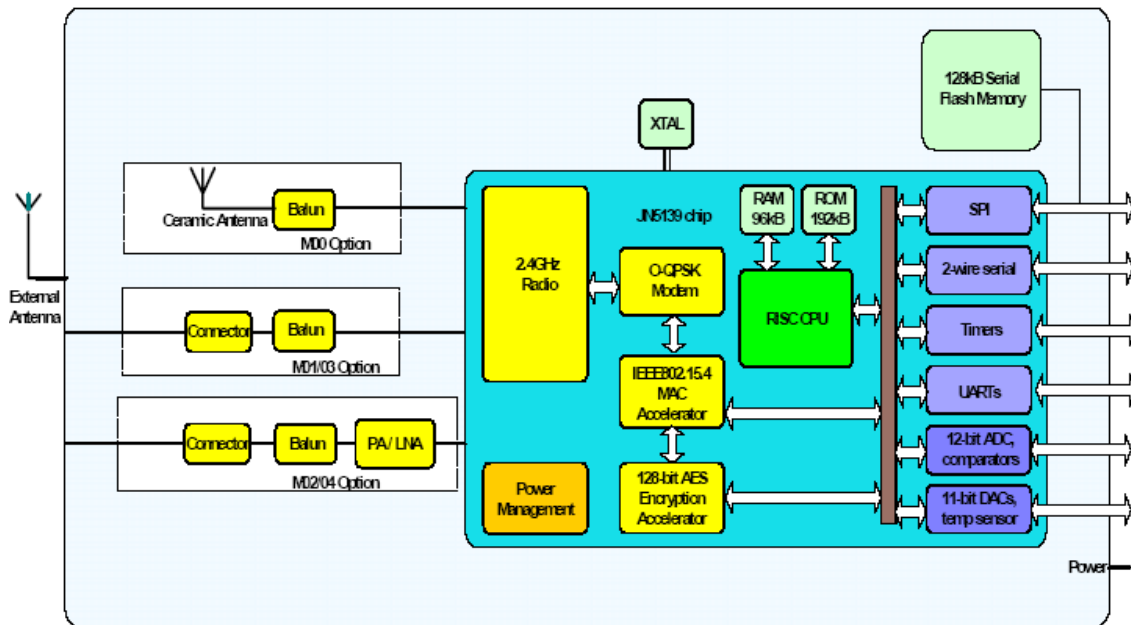 128kB Serial
Flash Memory
XTAL
Ceramic Antenna
Balun
M00 Option
External
Antenna
Connector
Balun
M01/03 Option
Connector
Balun
PA / LNA
M02/04 Option
2.4GHz
Radio
Power
Management
JN5139 chip
O-QPSK
Modem
IEEE802.15.4
MAC
Accelerator
128-bit AES
Encryption
Accelerator
RAM
96kB
ROM
192kB
RISC CPU
SPI
2-wire serial
Timers
UARTs
12-bit ADC,
comparators
11-bit DACs,
temp sensor
Power